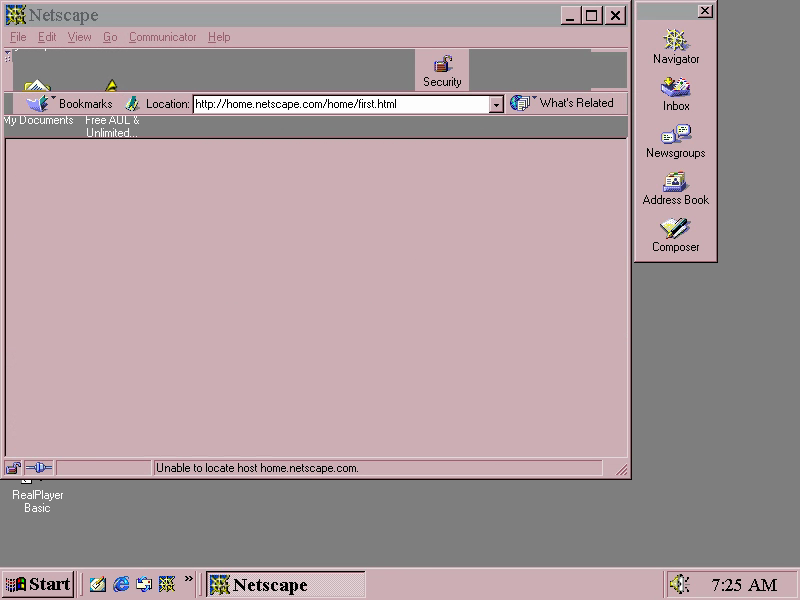 Netscape
File Edit View Go Communicator Help
Security
Bookmarks Location: http://home.netscape.com/home/first.html What's Related
My Documents Free AOL &
Unlimited...
Navigator
Inbox
Newsgroups
Address Book
Composer
Unable to locate host home.netscape.com.
RealPlayer
Basic
Start » Netscape 7:25 AM